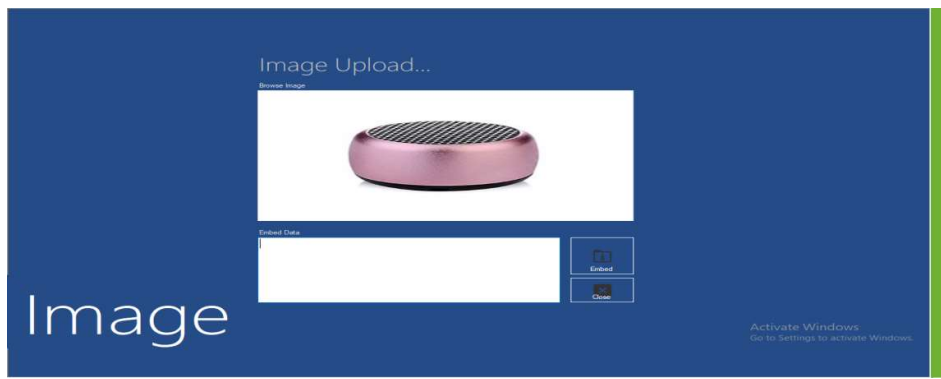 Image Upload...
Browse Image
Embed Data
Embed
Close
Image
Activate Windows
Go to Settings to activate Windows.